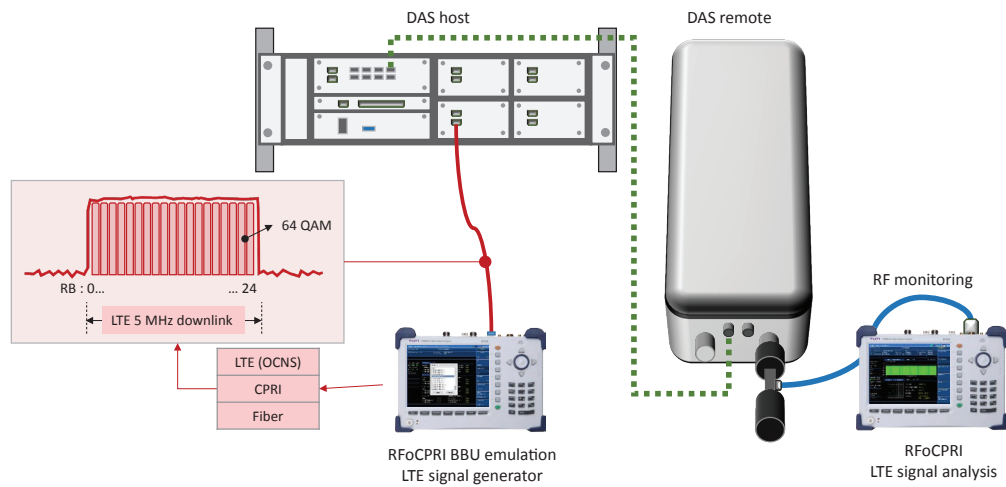 DAS host
DAS remote
64 QAM
RB : 0...
... 24
LTE 5 MHz downlink
LTE (OCNS)
CPRI
Fiber
RF monitoring
RFoCPRI BBU emulation
LTE signal generator
RFoCPRI
LTE signal analysis